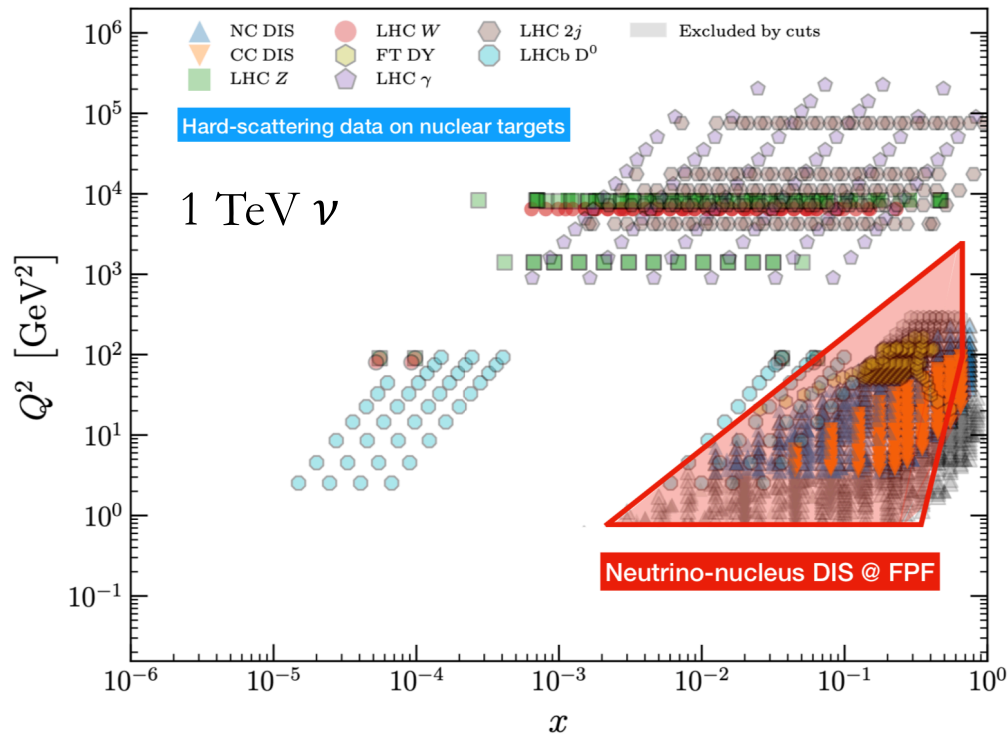 NC DIS
CC DIS
LHC Z
LHC W
FT DY
LHC γ
LHC 2j
LHCb D⁰
Excluded by cuts
Hard-scattering data on nuclear targets
1 TeV ν
Neutrino-nucleus DIS @ FPF
Q² [GeV²]
10⁶
10⁵
10⁴
10³
10²
10¹
10⁰
10⁻¹
10⁻⁶ 10⁻⁵ 10⁻⁴ 10⁻³ 10⁻² 10⁻¹ 10⁰
x